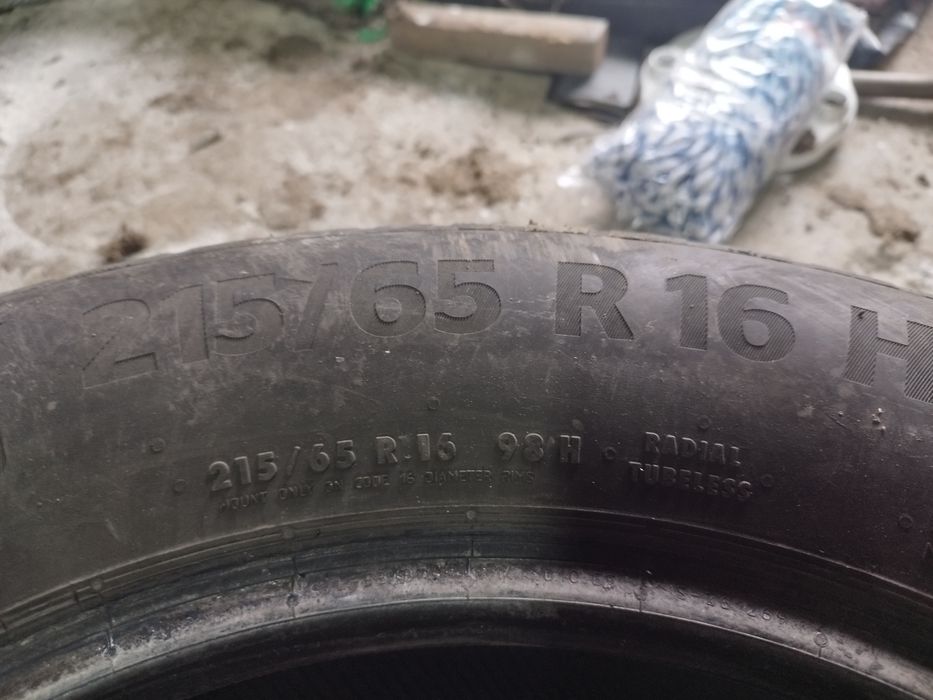 215/65 R 16 H
215/65 R 16 98 H RADIAL
TUBELESS
MOUNT ONLY ON CODE 16 DIAMETER RIMS